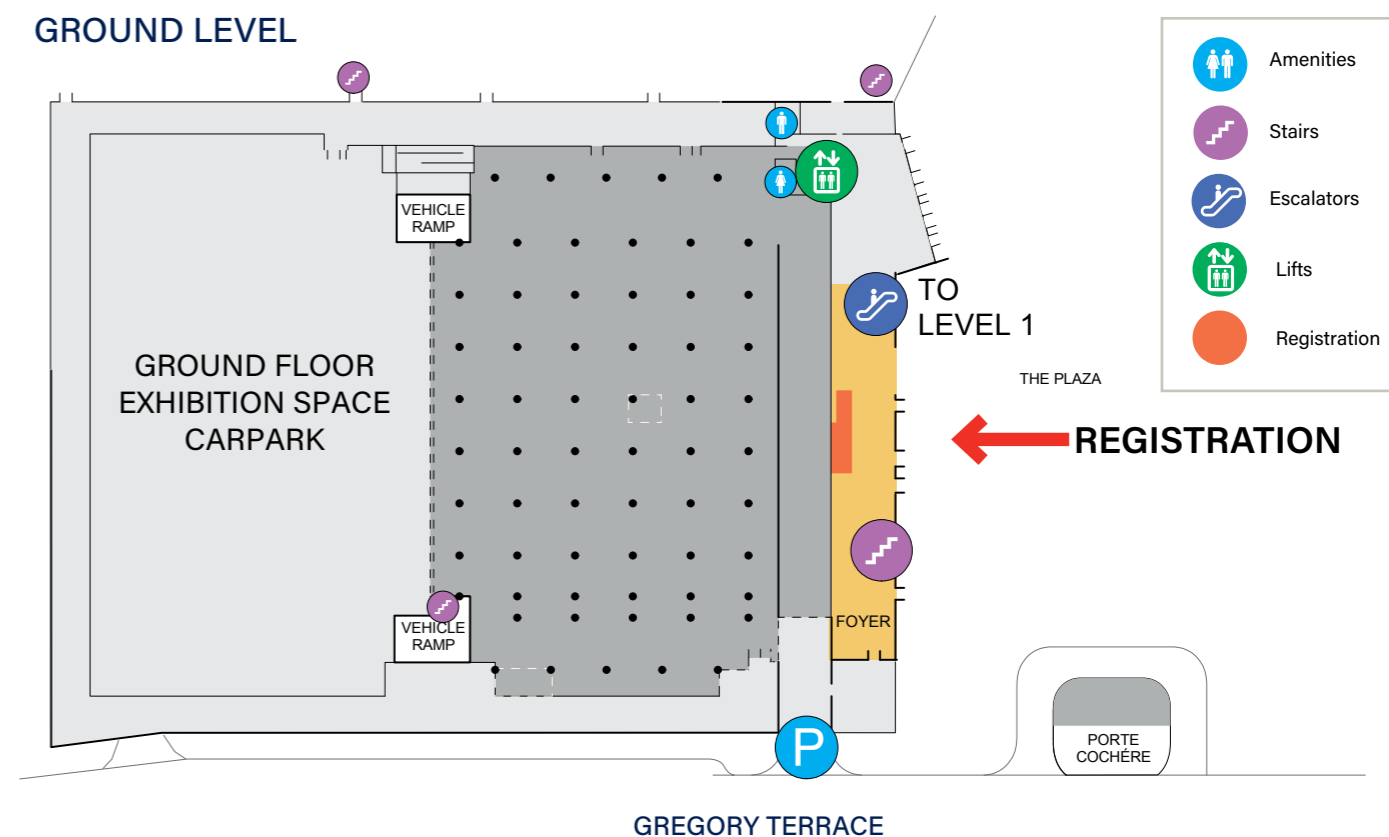 GROUND LEVEL
Amenities
Stairs
Escalators
Lifts
Registration
VEHICLE
RAMP
TO
LEVEL 1
GROUND FLOOR
EXHIBITION SPACE
CARPARK
THE PLAZA
REGISTRATION
FOYER
VEHICLE
RAMP
P
PORTE
COCHÉRE
GREGORY TERRACE